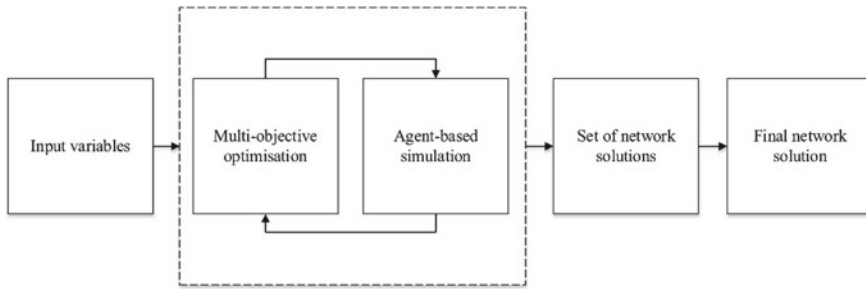 Input variables
Multi-objective
optimisation
Agent-based
simulation
Set of network
solutions
Final network
solution